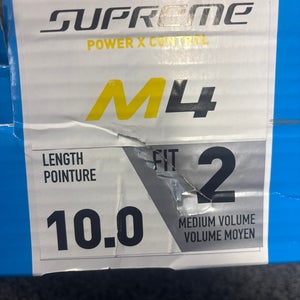 SUPREME
POWER X CONTROL
M4
LENGTH
POINTURE
10.0
FIT
2
MEDIUM VOLUME
VOLUME MOYEN